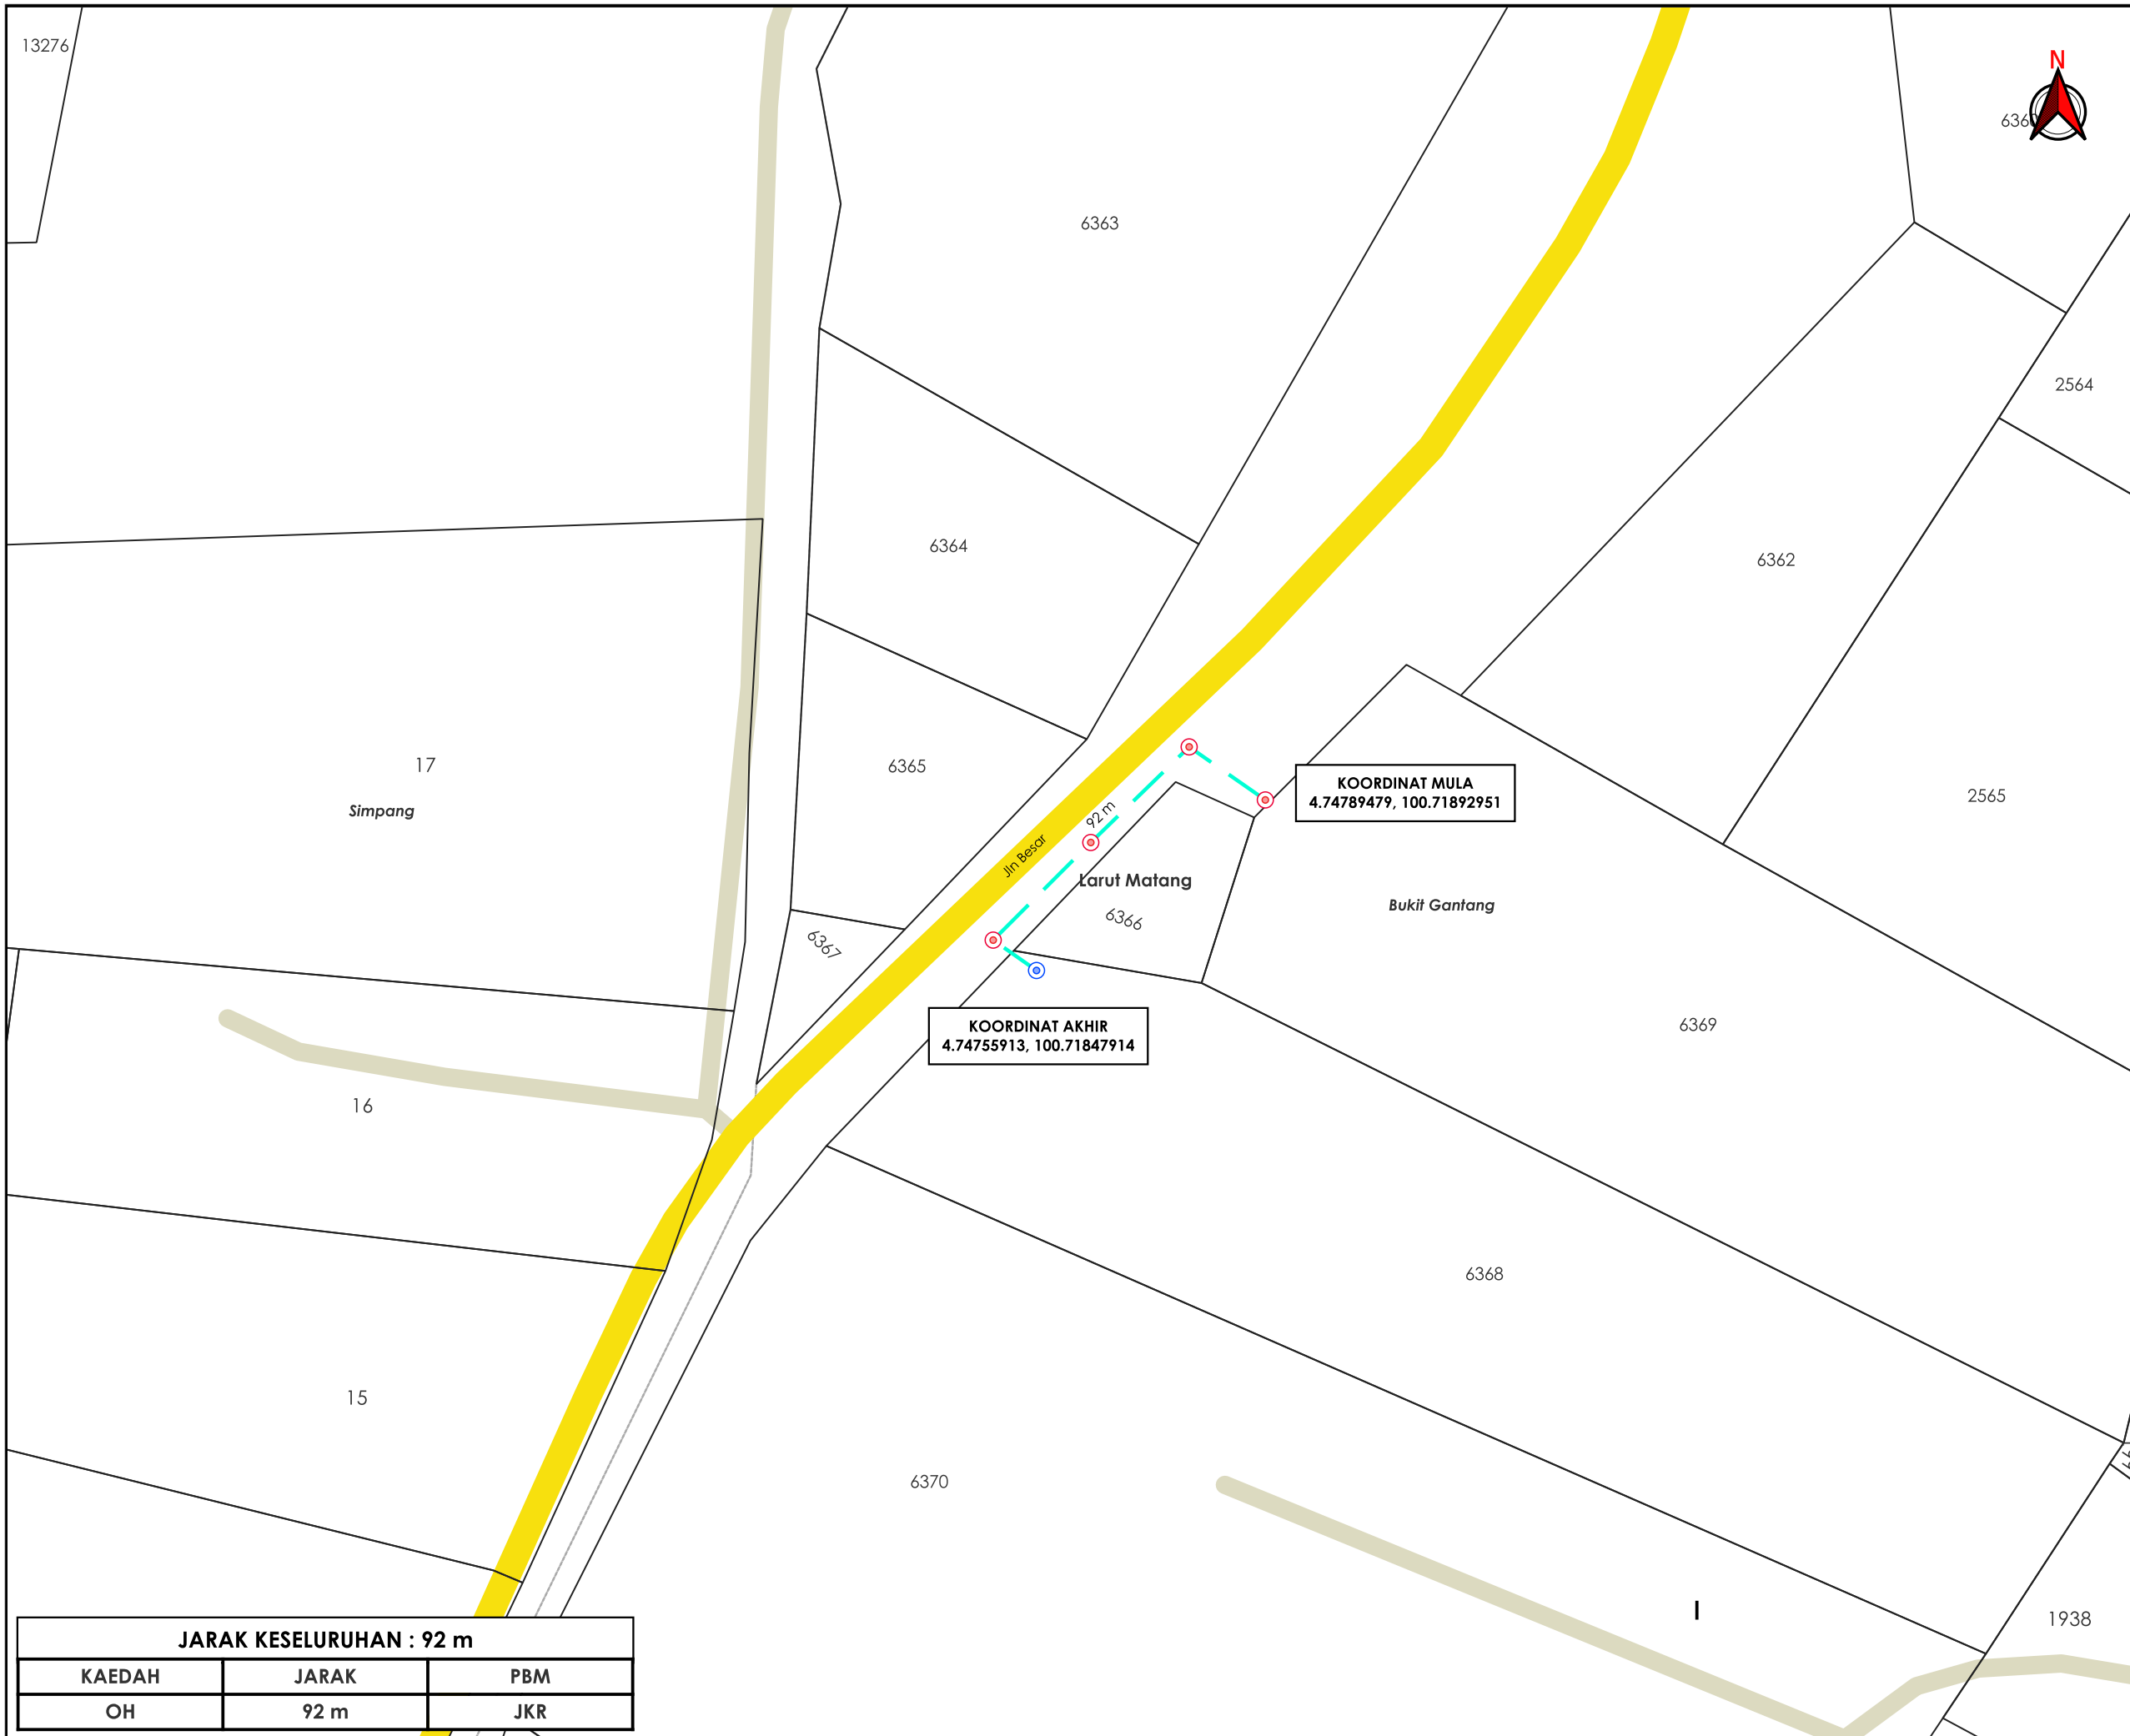 13276
N
6363
2564
6364
6362
17
6365
2565
Simpang
KOORDINAT MULA
4.74789479, 100.71892951
92 m
Jln Besar
Larut Matang
6366
Bukit Gantang
6367
KOORDINAT AKHIR
4.74755913, 100.71847914
6369
16
6368
15
6370
1938
JARAK KESELURUHAN : 92 m
KAEDAH JARAK PBM
OH 92 m JKR